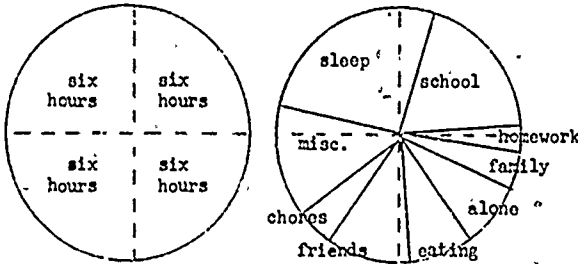 six hours
six hours
six hours
six hours
sleep
school
misc.
homework
family
alone
chores
friends
eating